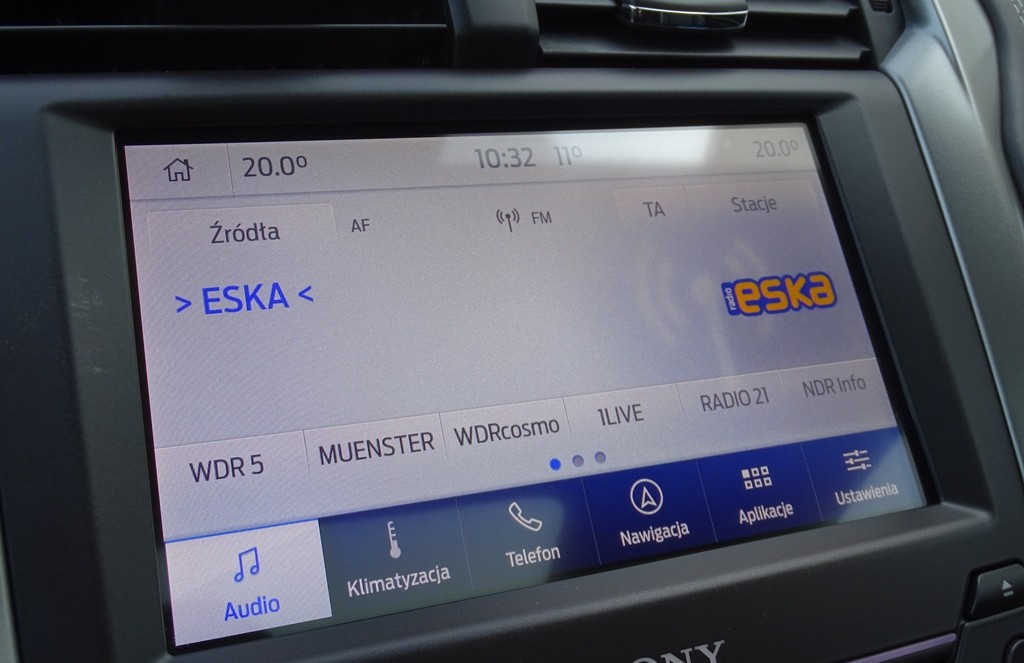 20.0° 10:32 11° 20.0°
Źródła AF FM TA Stacje
> ESKA < radio eska
WDR 5 MUENSTER WDRcosmo 1LIVE RADIO 21 NDR Info
Audio Klimatyzacja Telefon Nawigacja Aplikacje Ustawienia